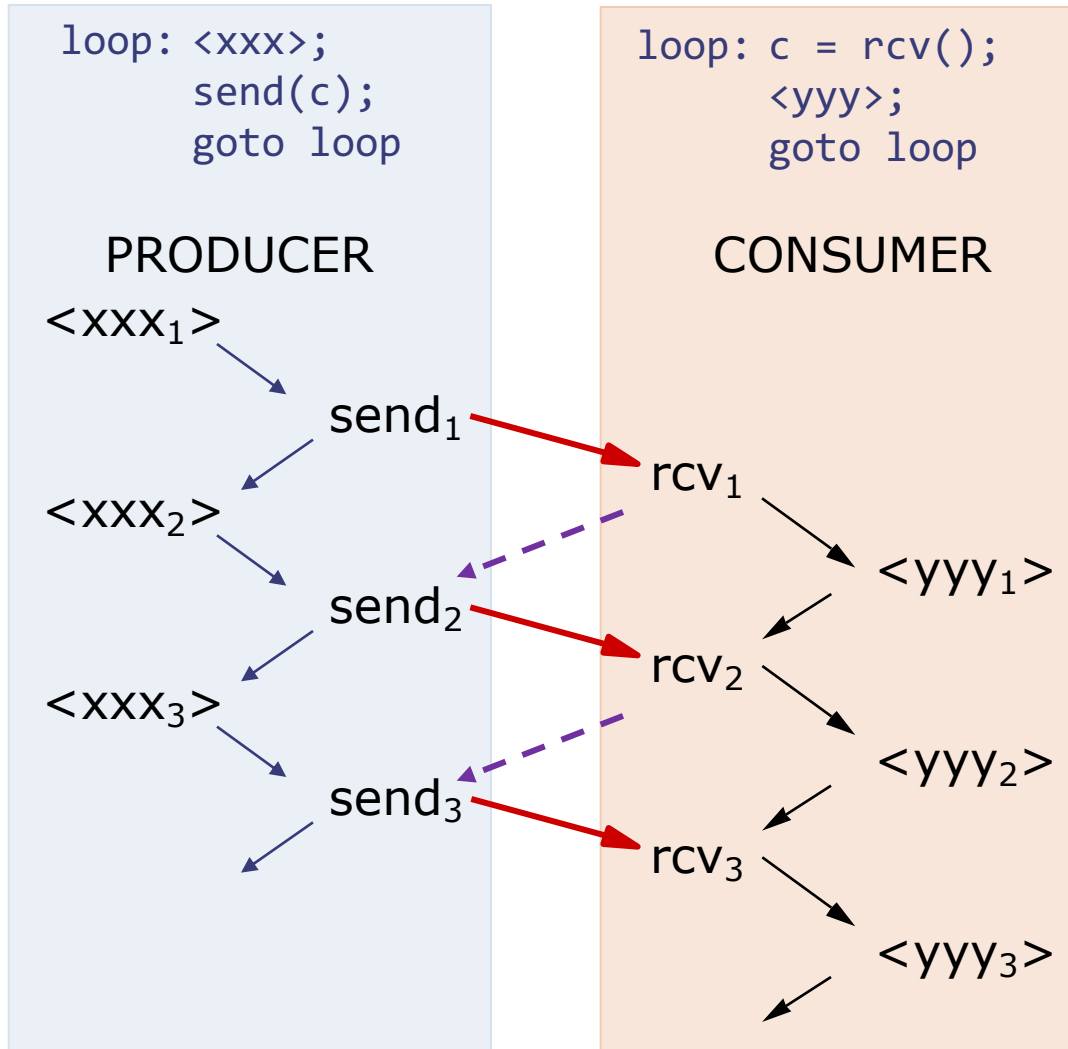 loop: <xxx>;
send(c);
goto loop
PRODUCER
<xxx₁>
send₁
<xxx₂>
send₂
<xxx₃>
send₃
loop: c = rcv();
<yyy>;
goto loop
CONSUMER
rcv₁
<yyy₁>
rcv₂
<yyy₂>
rcv₃
<yyy₃>